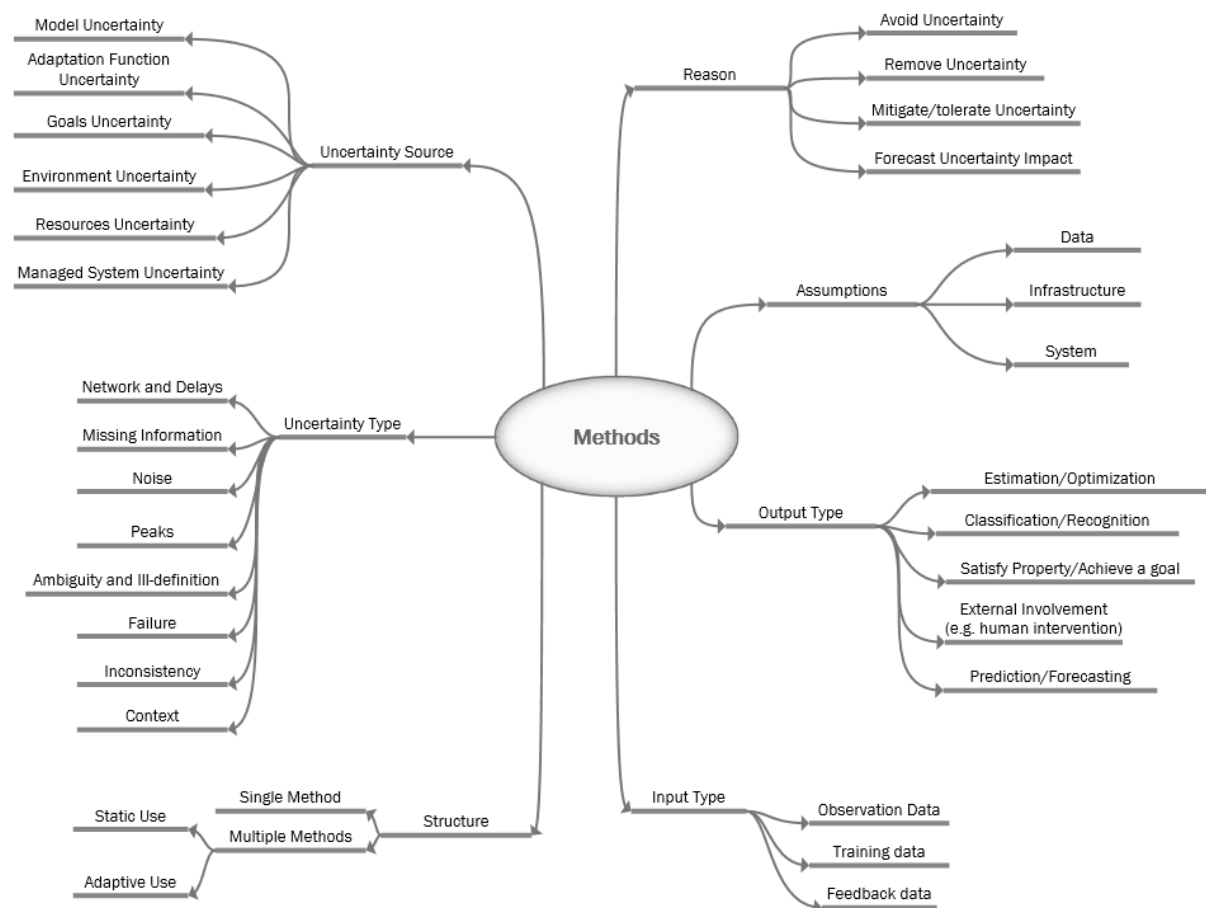 Model Uncertainty
Adaptation Function
Uncertainty
Goals Uncertainty
Environment Uncertainty
Resources Uncertainty
Managed System Uncertainty
Uncertainty Source
Network and Delays
Missing Information
Noise
Peaks
Ambiguity and Ill-definition
Failure
Inconsistency
Context
Uncertainty Type
Static Use
Adaptive Use
Single Method
Multiple Methods
Structure
Methods
Reason
Avoid Uncertainty
Remove Uncertainty
Mitigate/tolerate Uncertainty
Forecast Uncertainty Impact
Assumptions
Data
Infrastructure
System
Output Type
Estimation/Optimization
Classification/Recognition
Satisfy Property/Achieve a goal
External Involvement
(e.g. human intervention)
Prediction/Forecasting
Input Type
Observation Data
Training data
Feedback data